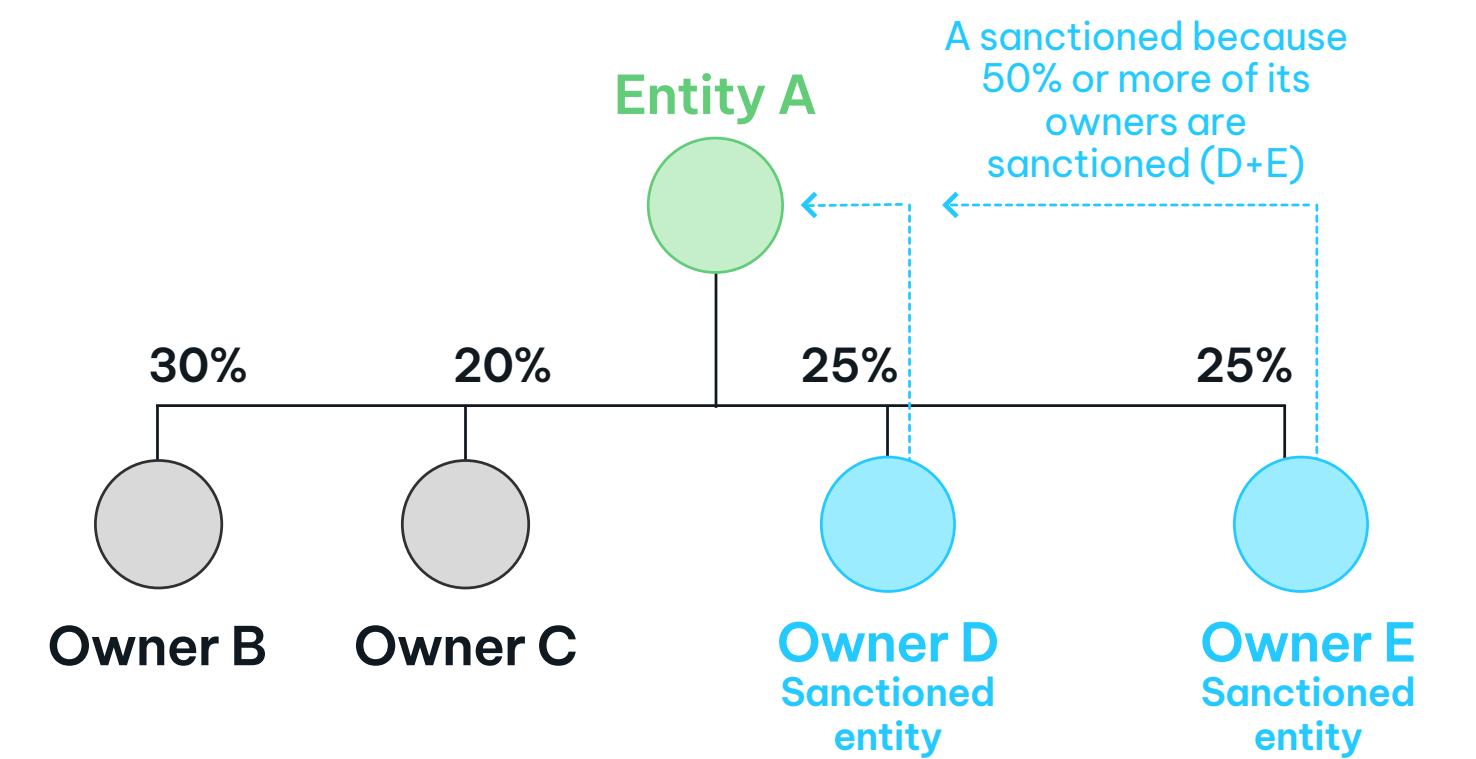 A sanctioned because
50% or more of its
owners are
sanctioned (D+E)
Entity A
30%
20%
25%
25%
Owner B
Owner C
Owner D
Sanctioned
entity
Owner E
Sanctioned
entity